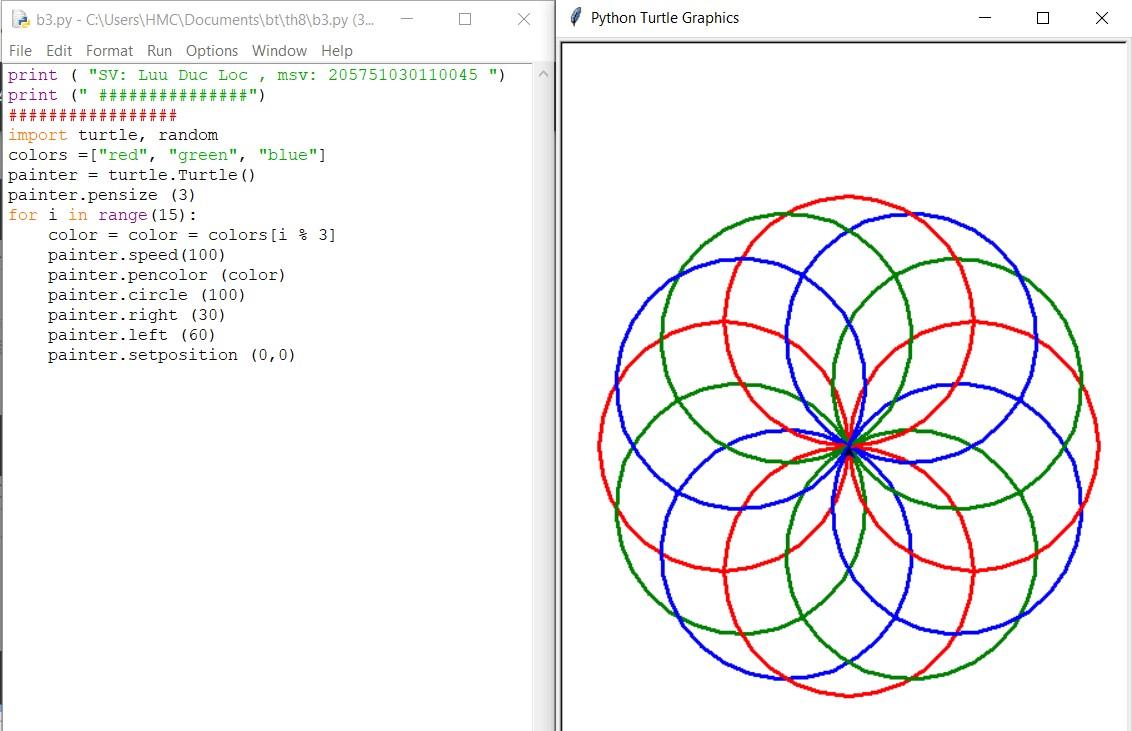 b3.py - C:\Users\HMC\Documents\bt\th8\b3.py (3...
File Edit Format Run Options Window Help
print ( "SV: Luu Duc Loc , msv: 205751030110045 ")
print (" ###############")
#################
import turtle, random
colors =["red", "green", "blue"]
painter = turtle.Turtle()
painter.pensize (3)
for i in range(15):
    color = color = colors[i % 3]
    painter.speed(100)
    painter.pencolor (color)
    painter.circle (100)
    painter.right (30)
    painter.left (60)
    painter.setposition (0,0)
Python Turtle Graphics